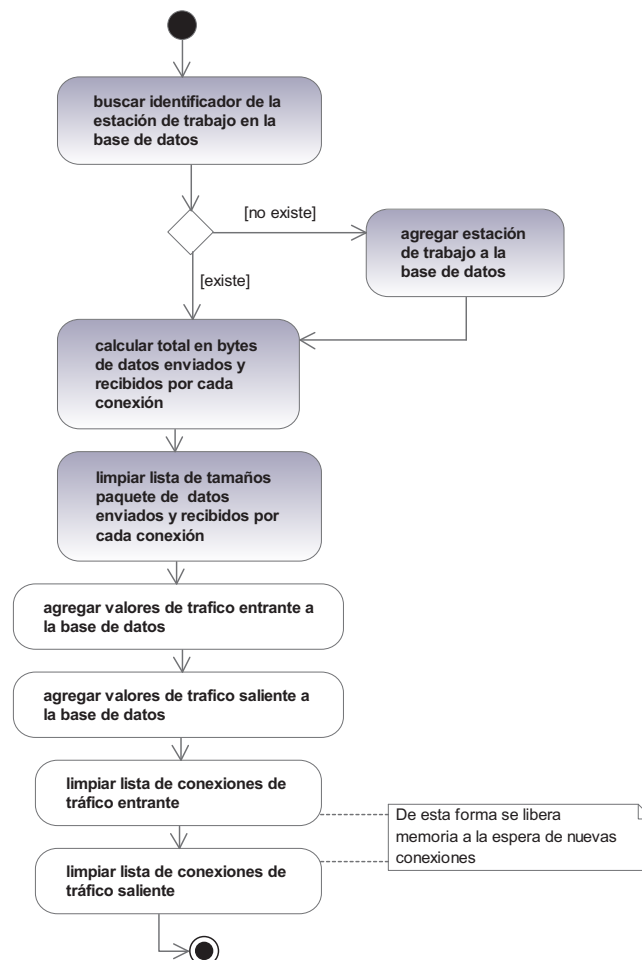 buscar identificador de la
estación de trabajo en la
base de datos
[no existe]
agregar estación
de trabajo a la
base de datos
[existe]
calcular total en bytes
de datos enviados y
recibidos por cada
conexión
limpiar lista de tamaños
paquete de datos
enviados y recibidos por
cada conexión
agregar valores de trafico entrante a
la base de datos
agregar valores de trafico saliente a
la base de datos
limpiar lista de conexiones de
tráfico entrante
De esta forma se libera
memoria a la espera de nuevas
conexiones
limpiar lista de conexiones de
tráfico saliente